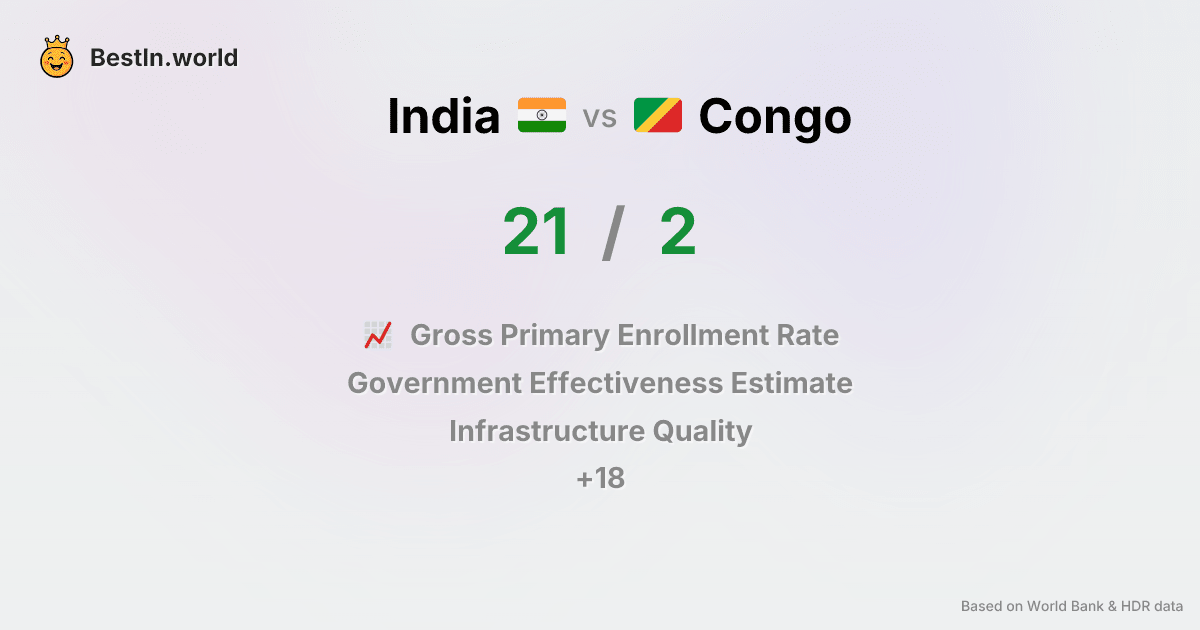 BestIn.world
India vs Congo
21 / 2
Gross Primary Enrollment Rate
Government Effectiveness Estimate
Infrastructure Quality
+18
Based on World Bank & HDR data